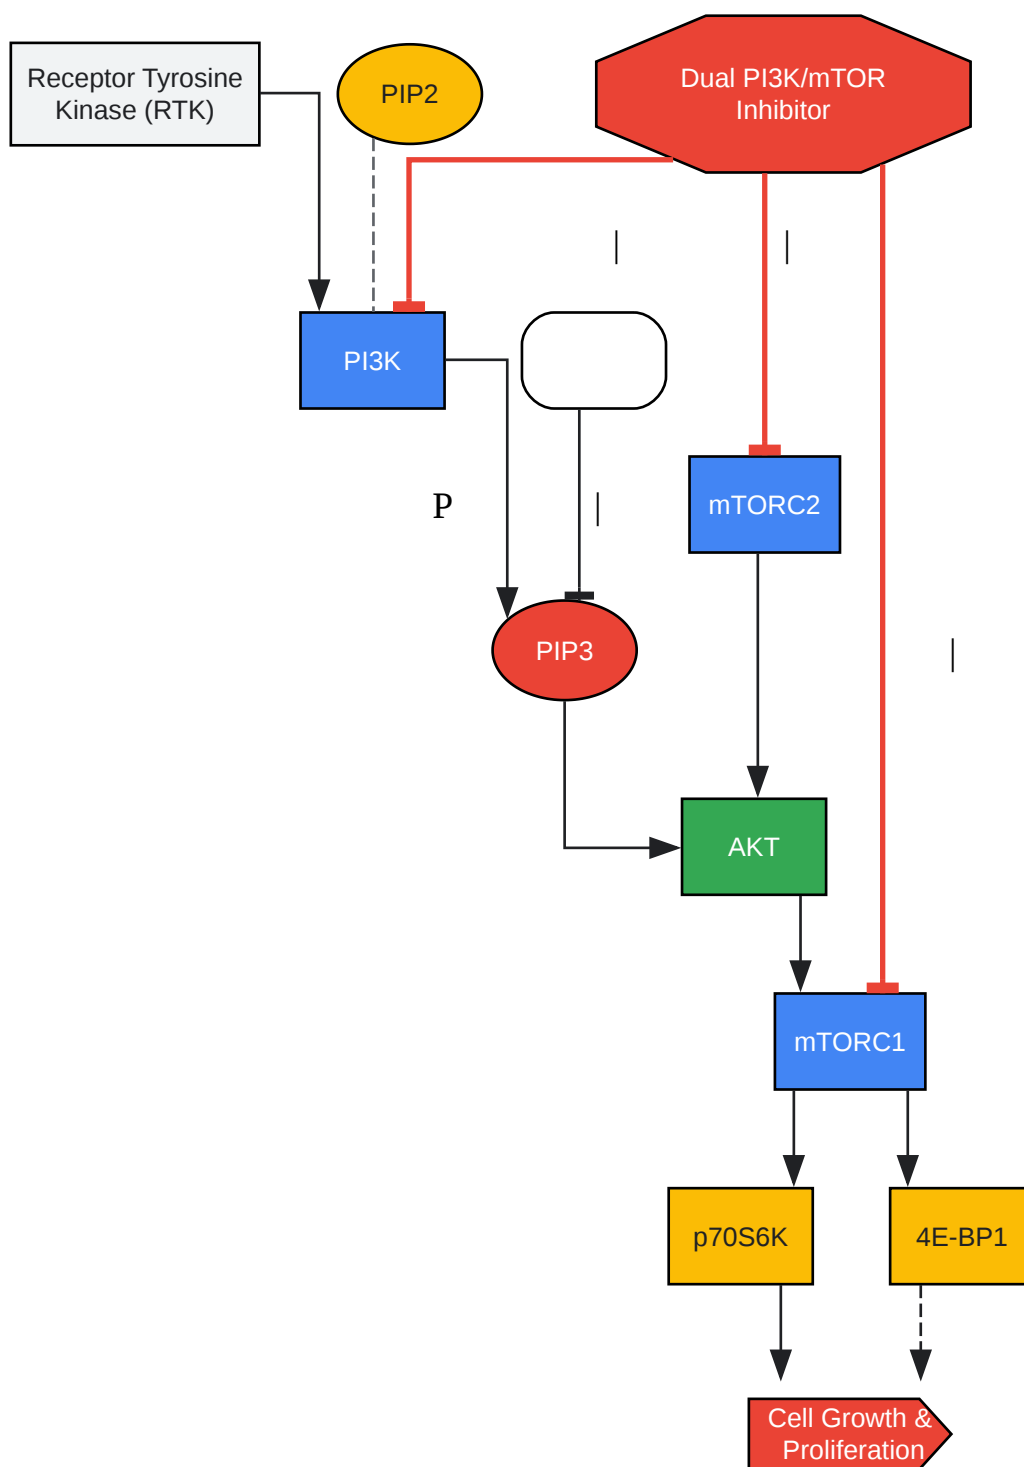 Receptor Tyrosine
Kinase (RTK)
PIP2
Dual PI3K/mTOR
Inhibitor
|
|
PI3K
P
|
mTORC2
PIP3
|
AKT
mTORC1
p70S6K
4E-BP1
Cell Growth &
Proliferation